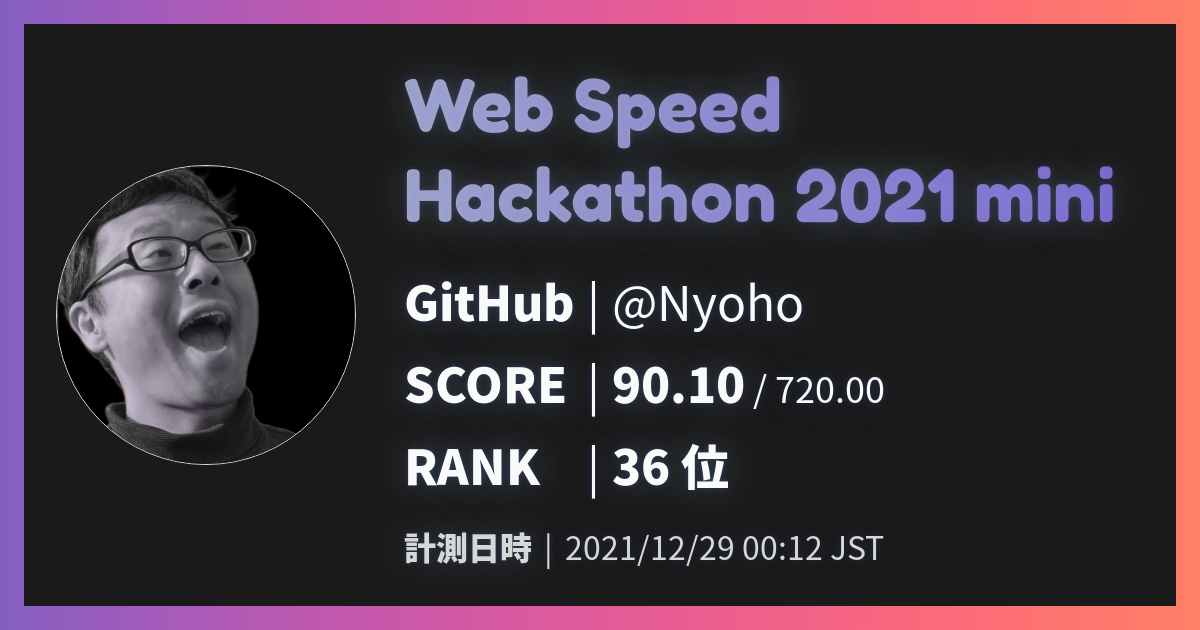 Web Speed
Hackathon 2021 mini
GitHub | @Nyoho
SCORE | 90.10 / 720.00
RANK | 36 位
計測日時 | 2021/12/29 00:12 JST